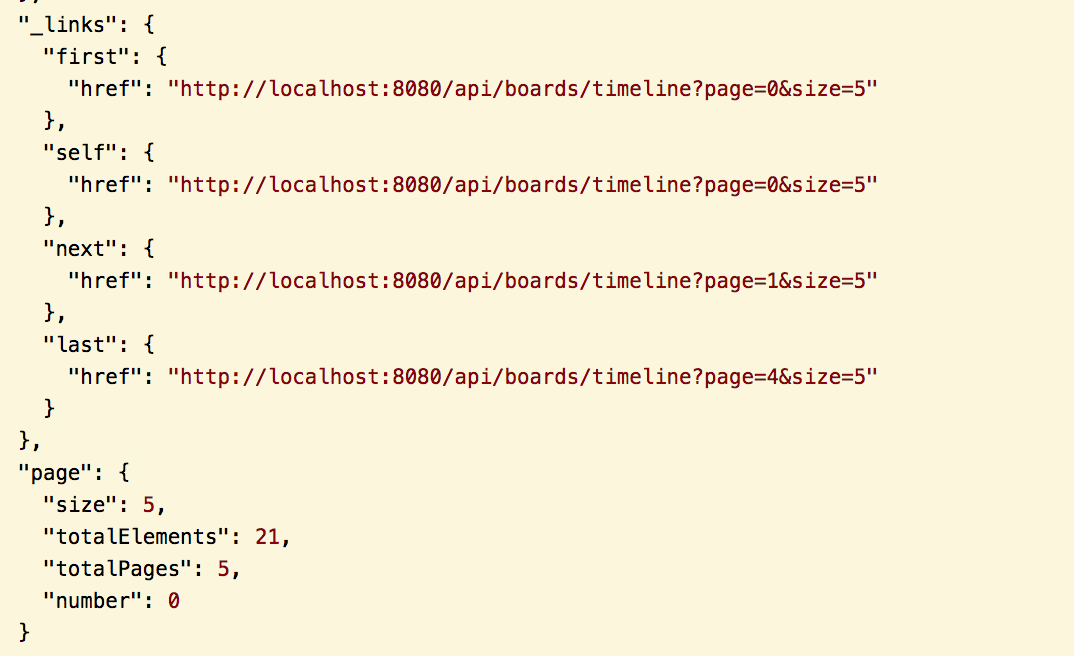 "_links": {
"first": {
"href": "http://localhost:8080/api/boards/timeline?page=0&size=5"
},
"self": {
"href": "http://localhost:8080/api/boards/timeline?page=0&size=5"
},
"next": {
"href": "http://localhost:8080/api/boards/timeline?page=1&size=5"
},
"last": {
"href": "http://localhost:8080/api/boards/timeline?page=4&size=5"
}
},
"page": {
"size": 5,
"totalElements": 21,
"totalPages": 5,
"number": 0
}